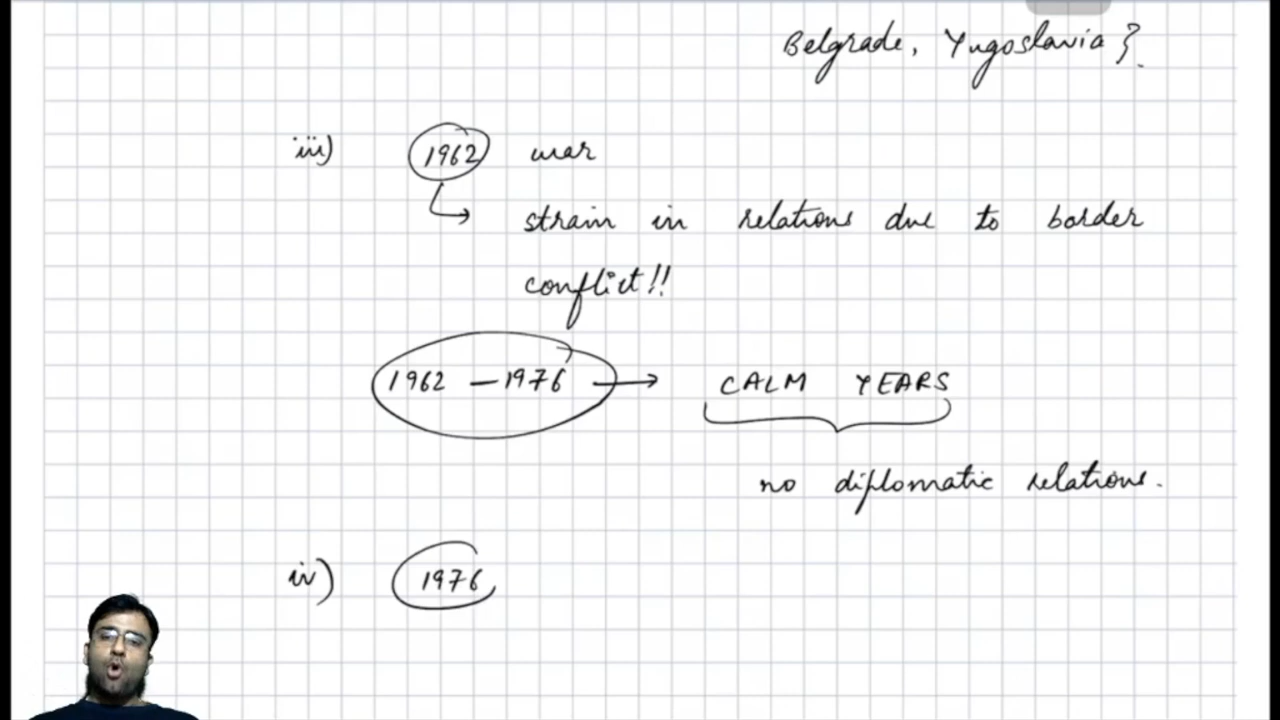 Belgrade, Yugoslavia }.
iii) 1962 war
strain in relations due to border
conflict!!
1962 — 1976 → CALM YEARS
no diplomatic relations.
iv) 1976